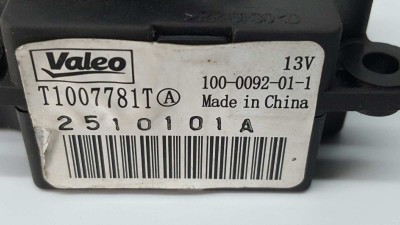 Valeo
13V
100-0092-01-1
T1007781T Ⓐ
Made in China
2510101A